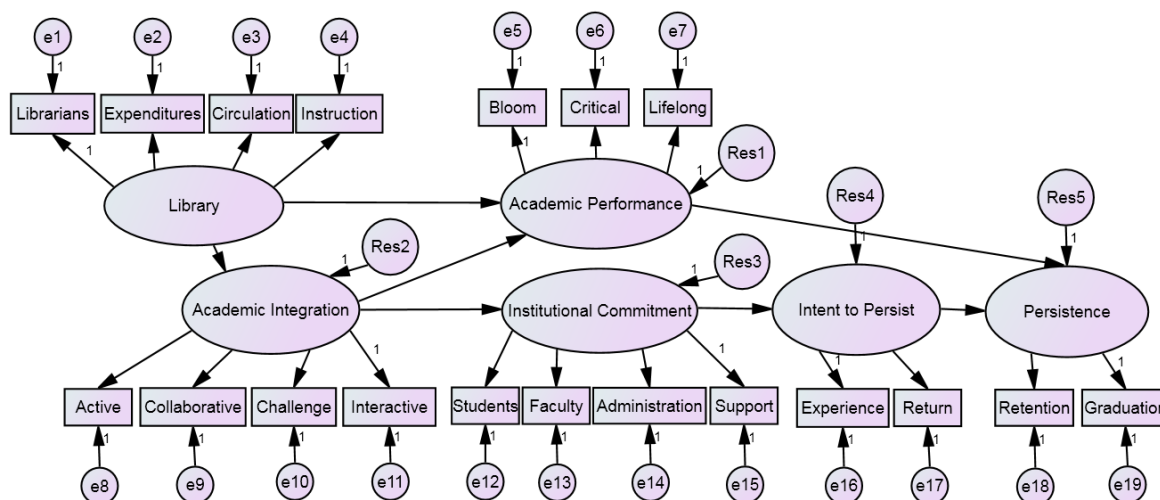 e1 e2 e3 e4 e5 e6 e7
1 1 1 1 1 1 1
Librarians Expenditures Circulation Instruction Bloom Critical Lifelong
1 1 1
Res1
Library Academic Performance Res4 Res5
1 1
Res2 Res3
1 1
Academic Integration Institutional Commitment Intent to Persist Persistence
1 1 1 1
Active Collaborative Challenge Interactive Students Faculty Administration Support Experience Return Retention Graduation
1 1 1 1 1 1 1 1 1 1 1 1
e8 e9 e10 e11 e12 e13 e14 e15 e16 e17 e18 e19